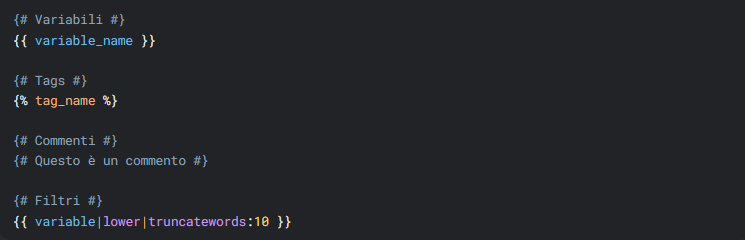 {# Variabili #}
{{ variable_name }}
{# Tags #}
{% tag_name %}
{# Commenti #}
{# Questo è un commento #}
{# Filtri #}
{{ variable|lower|truncatewords:10 }}